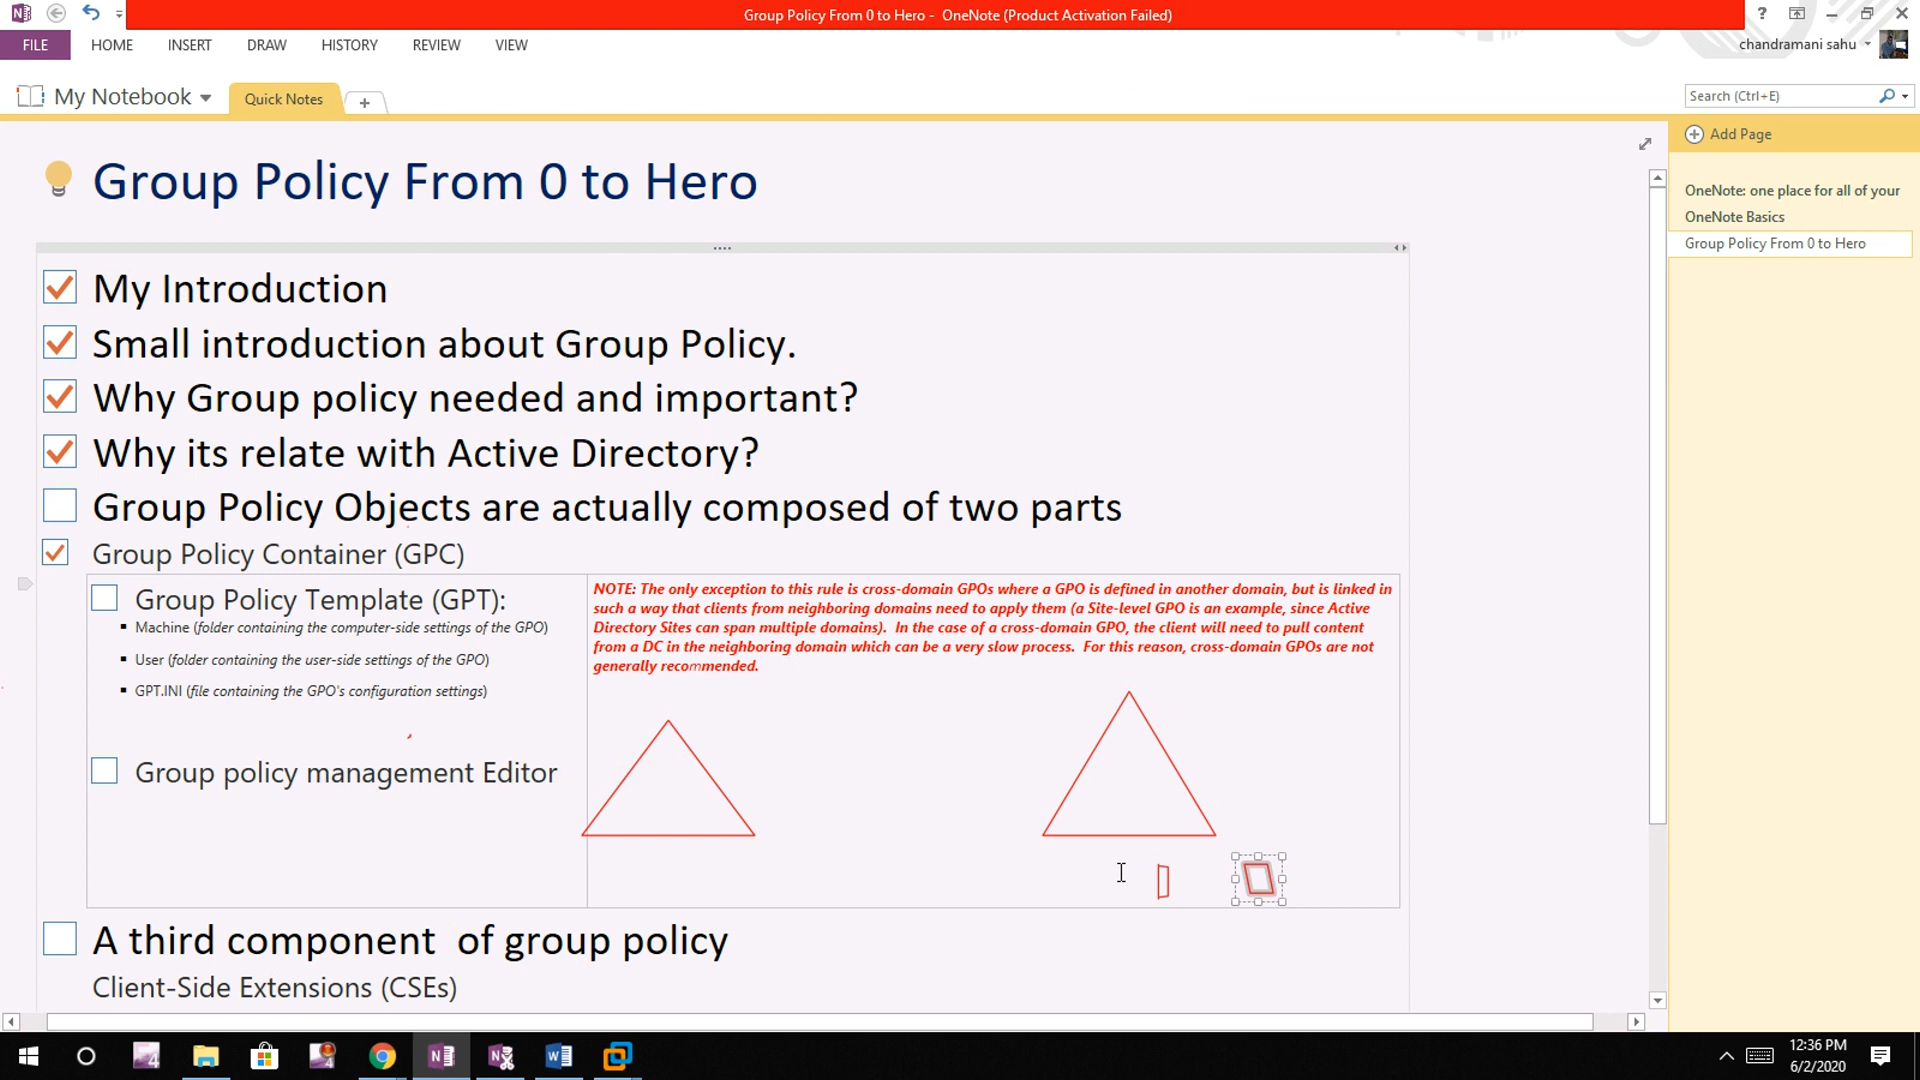 Group Policy From 0 to Hero - OneNote (Product Activation Failed)
?
FILE
HOME
INSERT
DRAW
HISTORY
REVIEW
VIEW
chandramani sahu
My Notebook
Quick Notes
+
Search (Ctrl+E)
Add Page
OneNote: one place for all of your
OneNote Basics
Group Policy From 0 to Hero
Group Policy From 0 to Hero
My Introduction
Small introduction about Group Policy.
Why Group policy needed and important?
Why its relate with Active Directory?
Group Policy Objects are actually composed of two parts
Group Policy Container (GPC)
Group Policy Template (GPT):
▪ Machine (folder containing the computer-side settings of the GPO)
▪ User (folder containing the user-side settings of the GPO)
▪ GPT.INI (file containing the GPO's configuration settings)
Group policy management Editor
NOTE: The only exception to this rule is cross-domain GPOs where a GPO is defined in another domain, but is linked in
such a way that clients from neighboring domains need to apply them (a Site-level GPO is an example, since Active
Directory Sites can span multiple domains).  In the case of a cross-domain GPO, the client will need to pull content
from a DC in the neighboring domain which can be a very slow process.  For this reason, cross-domain GPOs are not
generally recommended.
A third component  of group policy
Client-Side Extensions (CSEs)
12:36 PM
6/2/2020